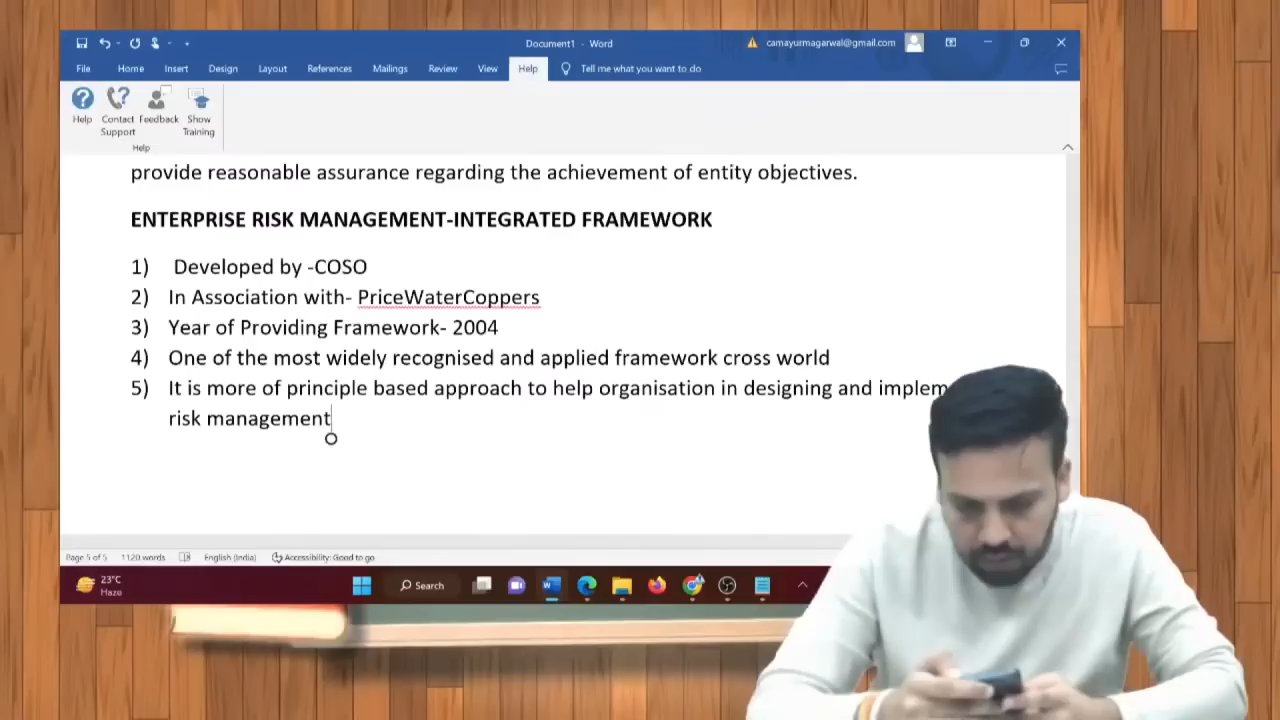 Document1 - Word
camayurmagarwal@gmail.com
File Home Insert Design Layout References Mailings Review View Help Tell me what you want to do
Help Contact Support Feedback Show Training
Help
provide reasonable assurance regarding the achievement of entity objectives.
ENTERPRISE RISK MANAGEMENT-INTEGRATED FRAMEWORK
1) Developed by -COSO
2) In Association with- PriceWaterCoppers
3) Year of Providing Framework- 2004
4) One of the most widely recognised and applied framework cross world
5) It is more of principle based approach to help organisation in designing and implem
risk management
Page 5 of 5 1120 words English (India) Accessibility: Good to go
23°C
Haze
Search